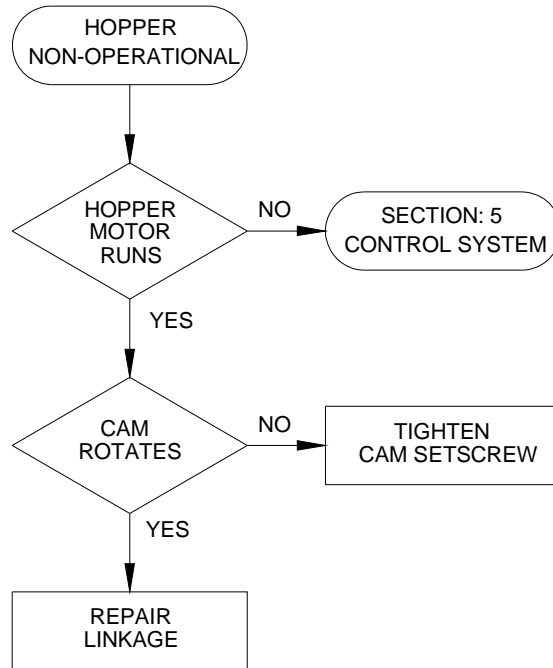 HOPPER
NON-OPERATIONAL
HOPPER
MOTOR
RUNS
NO
SECTION: 5
CONTROL SYSTEM
YES
CAM
ROTATES
NO
TIGHTEN
CAM SETSCREW
YES
REPAIR
LINKAGE